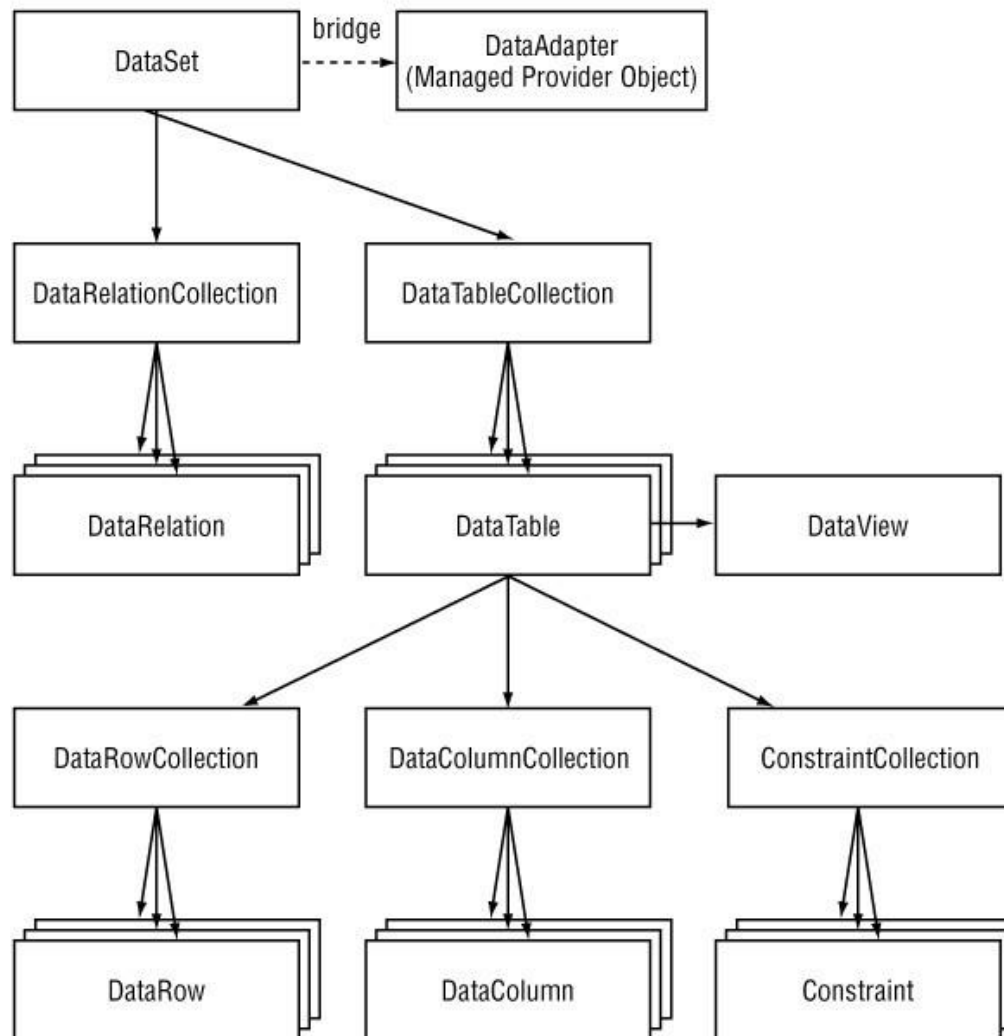 bridge
DataSet
DataAdapter
(Managed Provider Object)
DataRelationCollection
DataTableCollection
DataRelation
DataTable
DataView
DataRowCollection
DataColumnCollection
ConstraintCollection
DataRow
DataColumn
Constraint